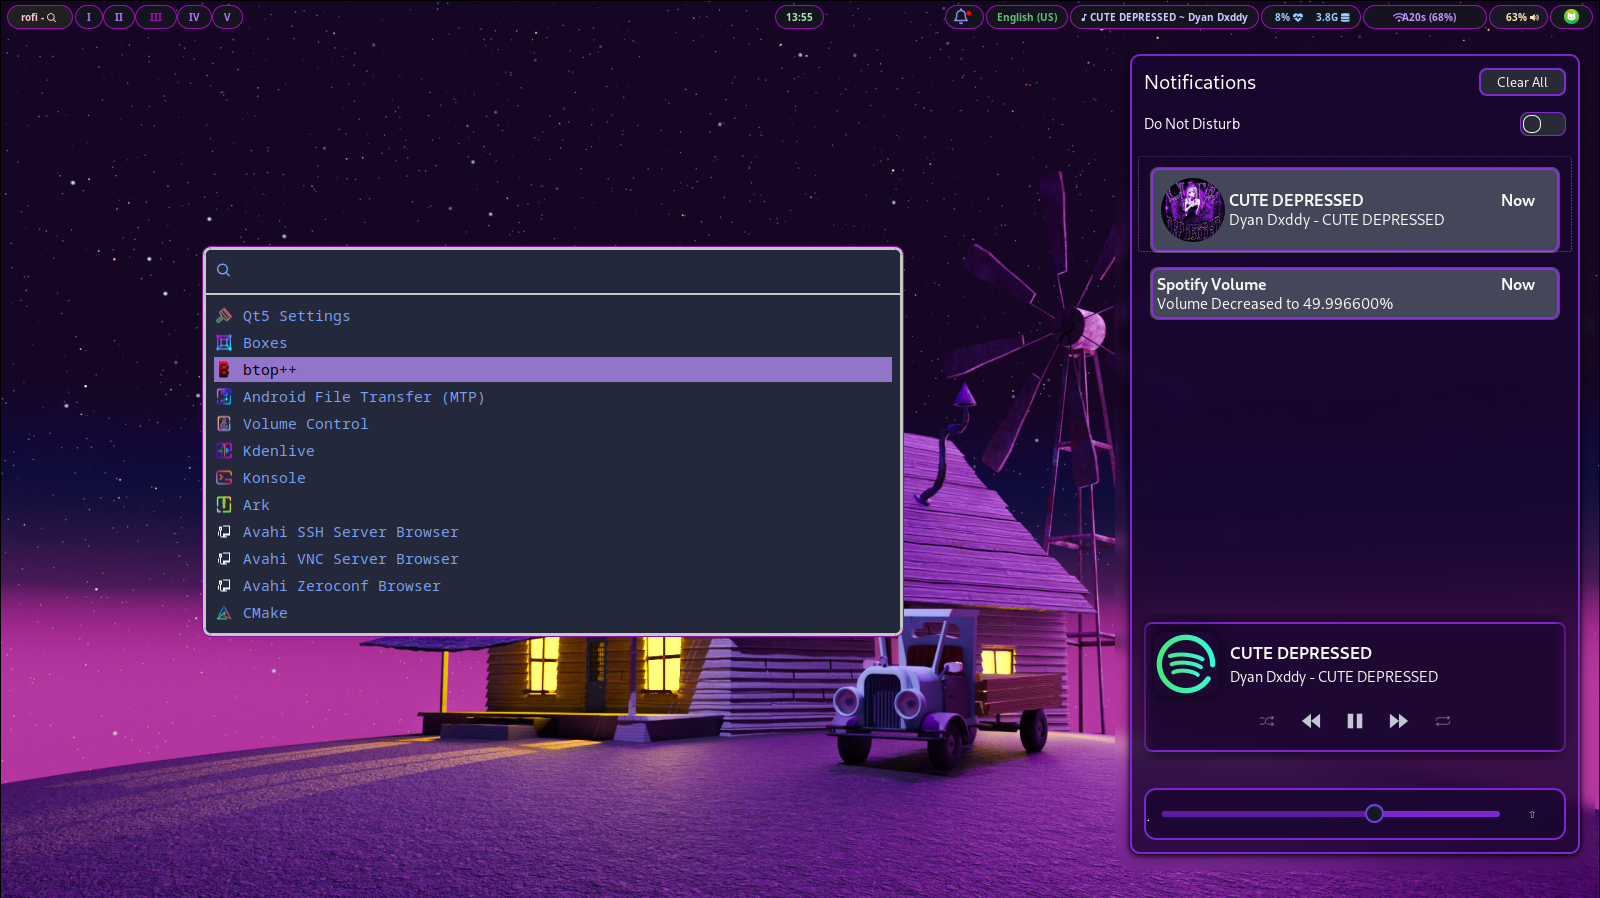 rofi -
I
II
III
IV
V
13:55
English (US)
♪ CUTE DEPRESSED ~ Dyan Dxddy
8%
3.8G
A20s (68%)
63%
Notifications
Clear All
Do Not Disturb
CUTE DEPRESSED
Now
Dyan Dxddy - CUTE DEPRESSED
Spotify Volume
Now
Volume Decreased to 49.996600%
Qt5 Settings
Boxes
btop++
Android File Transfer (MTP)
Volume Control
Kdenlive
Konsole
Ark
Avahi SSH Server Browser
Avahi VNC Server Browser
Avahi Zeroconf Browser
CMake
CUTE DEPRESSED
Dyan Dxddy - CUTE DEPRESSED